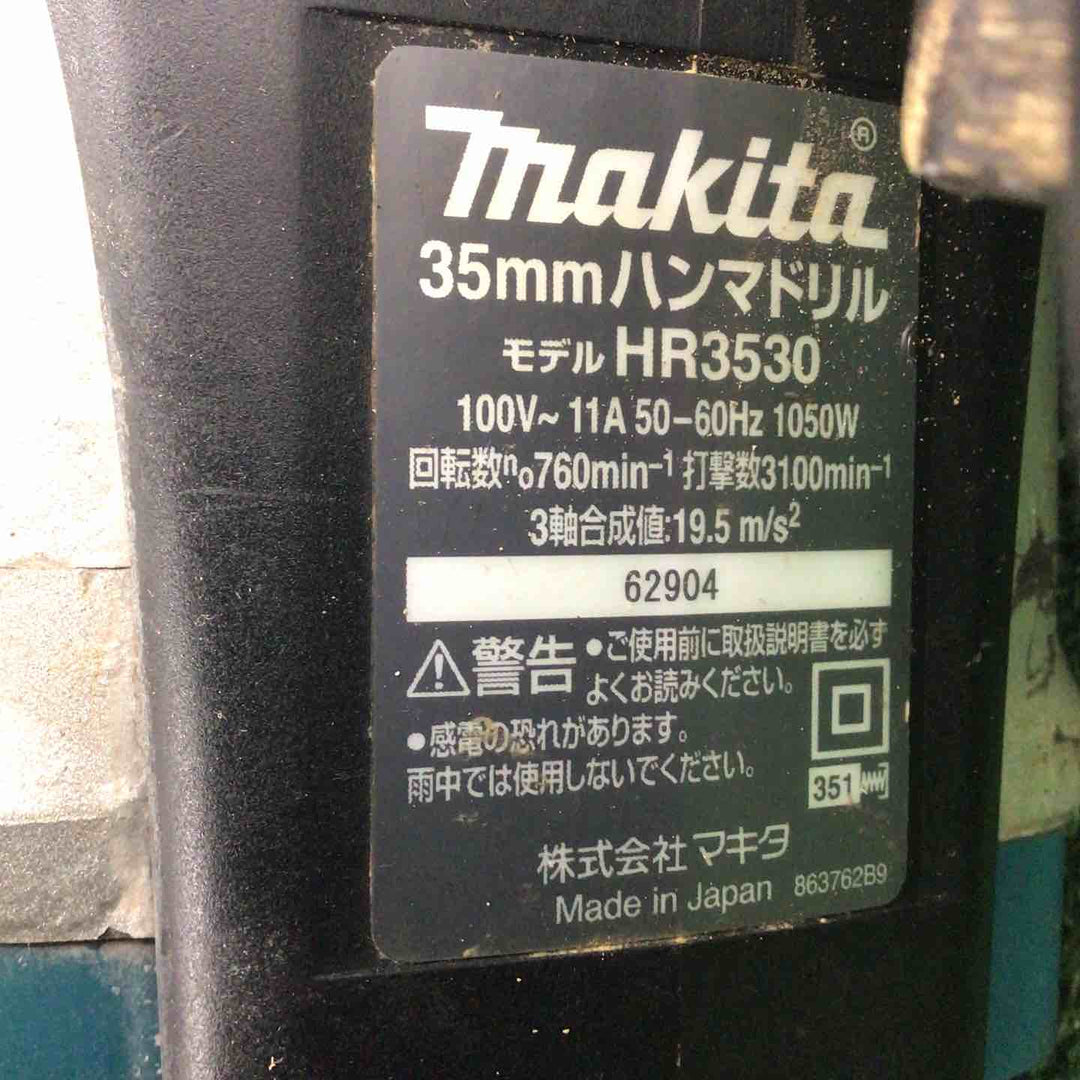 makita®
35mmハンマドリル
モデル HR3530
100V~ 11A 50-60Hz 1050W
回転数n₀760min⁻¹ 打撃数3100min⁻¹
3軸合成値:19.5 m/s²
62904
⚠警告 ●ご使用前に取扱説明書を必ず
よくお読みください。
●感電の恐れがあります。
雨中では使用しないでください。
351
株式会社 マキタ
Made in Japan 863762B9